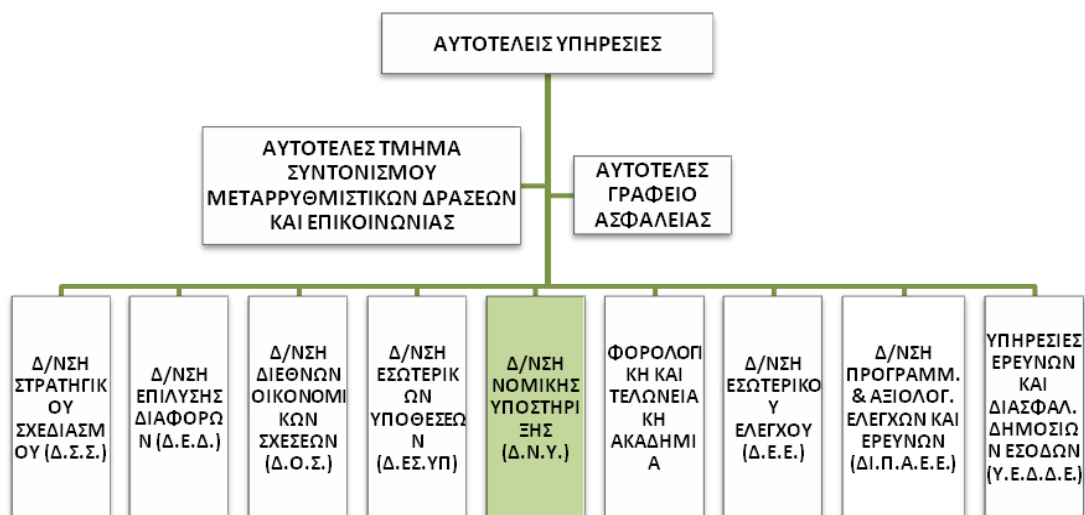 ΑΥΤΟΤΕΛΕΙΣ ΥΠΗΡΕΣΙΕΣ
ΑΥΤΟΤΕΛΕΣ ΤΜΗΜΑ
ΣΥΝΤΟΝΙΣΜΟΥ
ΜΕΤΑΡΡΥΘΜΙΣΤΙΚΩΝ ΔΡΑΣΕΩΝ
ΚΑΙ ΕΠΙΚΟΙΝΩΝΙΑΣ
ΑΥΤΟΤΕΛΕΣ
ΓΡΑΦΕΙΟ
ΑΣΦΑΛΕΙΑΣ
Δ/ΝΣΗ
ΣΤΡΑΤΗΓΙΚ
ΟΥ
ΣΧΕΔΙΑΣΜ
ΟΥ (Δ.Σ.Σ.)
Δ/ΝΣΗ
ΕΠΙΛΥΣΗΣ
ΔΙΑΦΟΡΩ
Ν (Δ.Ε.Δ.)
Δ/ΝΣΗ
ΔΙΕΘΝΩΝ
ΟΙΚΟΝΟΜΙ
ΚΩΝ
ΣΧΕΣΕΩΝ
(Δ.Ο.Σ.)
Δ/ΝΣΗ
ΕΣΩΤΕΡΙΚ
ΩΝ
ΥΠΟΘΕΣΕΩ
Ν
(Δ.ΕΣ.ΥΠ)
Δ/ΝΣΗ
ΝΟΜΙΚΗΣ
ΥΠΟΣΤΗΡΙ
ΞΗΣ
(Δ.Ν.Υ.)
ΦΟΡΟΛΟΓΙ
ΚΗ ΚΑΙ
ΤΕΛΩΝΕΙΑ
ΚΗ
ΑΚΑΔΗΜΙ
Α
Δ/ΝΣΗ
ΕΣΩΤΕΡΙΚΟ
Υ
ΕΛΕΓΧΟΥ
(Δ.Ε.Ε.)
Δ/ΝΣΗ
ΠΡΟΓΡΑΜΜ.
& ΑΞΙΟΛΟΓ.
ΕΛΕΓΧΩΝ ΚΑΙ
ΕΡΕΥΝΩΝ
(ΔΙ.Π.Α.Ε.Ε.)
ΥΠΗΡΕΣΙΕΣ
ΕΡΕΥΝΩΝ
ΚΑΙ
ΔΙΑΣΦΑΛ.
ΔΗΜΟΣΙΩ
Ν ΕΣΟΔΩΝ
(Υ.Ε.Δ.Δ.Ε.)